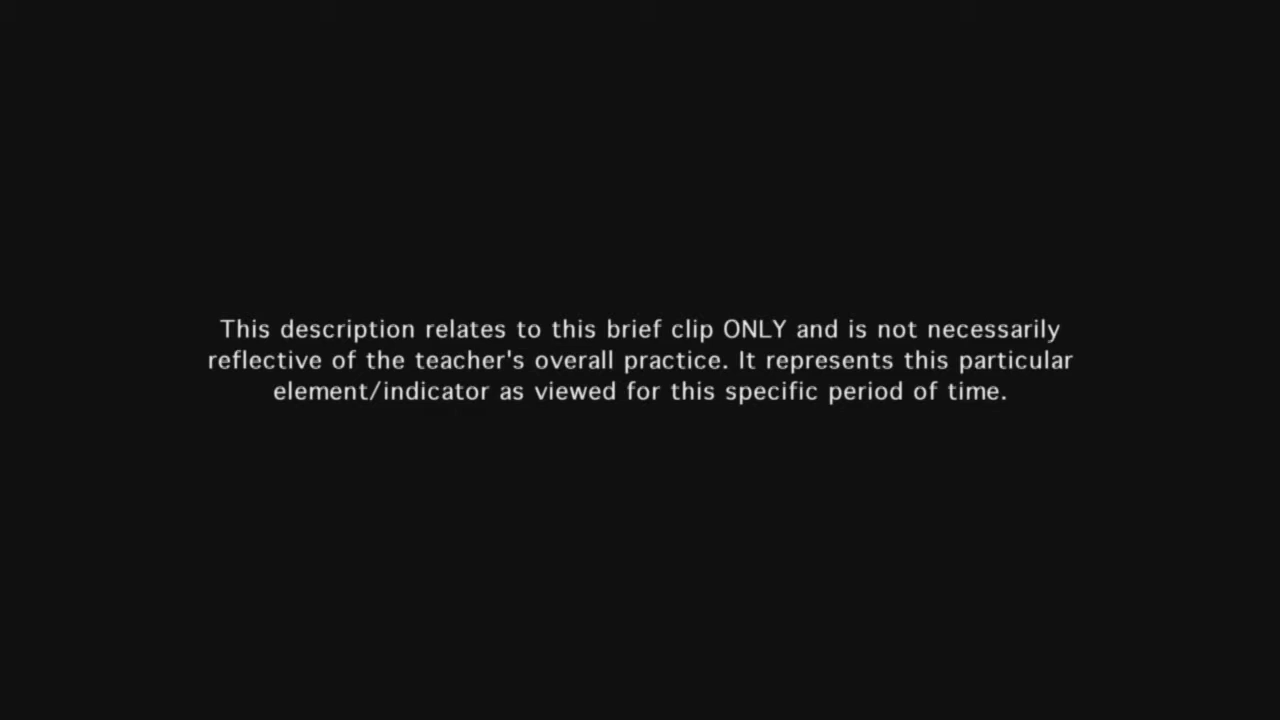 This description relates to this brief clip ONLY and is not necessarily
reflective of the teacher's overall practice. It represents this particular
element/indicator as viewed for this specific period of time.